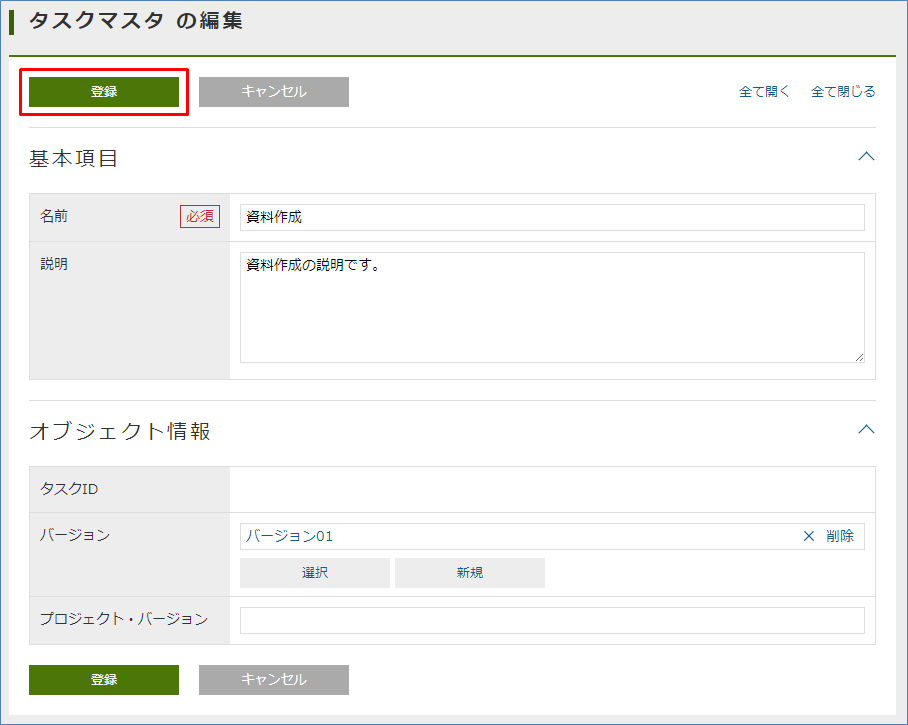 タスクマスタ の編集
登録 キャンセル 全て開く 全て閉じる
基本項目
名前 必須 資料作成
説明 資料作成の説明です。
オブジェクト情報
タスクID
バージョン バージョン01 × 削除
選択 新規
プロジェクト・バージョン
登録 キャンセル